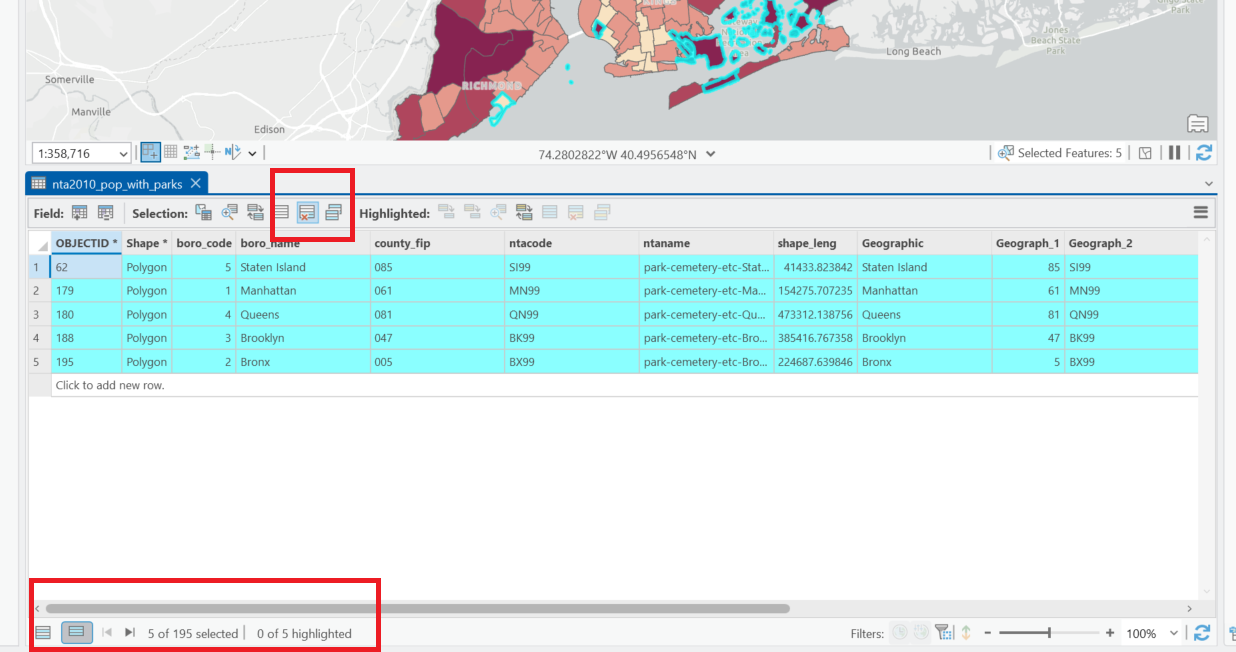 Park
Jones
Beach State
Park
Long Beach
Somerville
RICHMOND
Manville
Edison
1:358,716 74.2802822°W 40.4956548°N Selected Features: 5
nta2010_pop_with_parks
Field: Selection: Highlighted:
OBJECTID * Shape * boro_code boro_name county_fip ntacode ntaname shape_leng Geographic Geograph_1 Geograph_2
1 62 Polygon 5 Staten Island 085 SI99 park-cemetery-etc-Stat... 41433.823842 Staten Island 85 SI99
2 179 Polygon 1 Manhattan 061 MN99 park-cemetery-etc-Ma... 154275.707235 Manhattan 61 MN99
3 180 Polygon 4 Queens 081 QN99 park-cemetery-etc-Qu... 473312.138756 Queens 81 QN99
4 188 Polygon 3 Brooklyn 047 BK99 park-cemetery-etc-Bro... 385416.767358 Brooklyn 47 BK99
5 195 Polygon 2 Bronx 005 BX99 park-cemetery-etc-Bro... 224687.639846 Bronx 5 BX99
Click to add new row.
5 of 195 selected 0 of 5 highlighted Filters: - + 100%